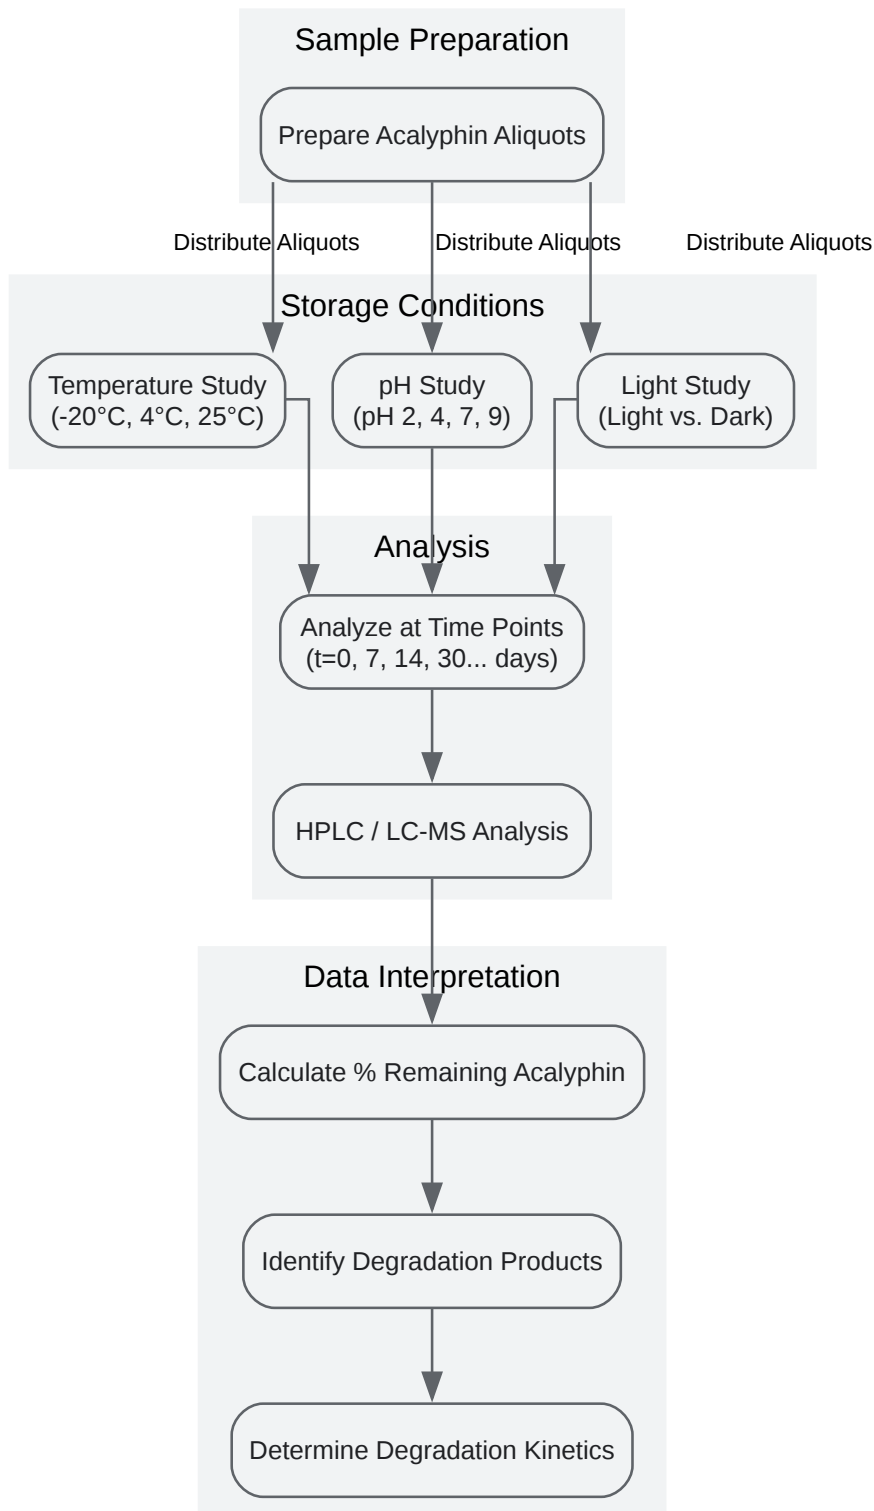 Sample Preparation
Prepare Acalyphin Aliquots
Distribute Aliquots
Distribute Aliquots
Distribute Aliquots
Storage Conditions
Temperature Study
(-20°C, 4°C, 25°C)
pH Study
(pH 2, 4, 7, 9)
Light Study
(Light vs. Dark)
Analysis
Analyze at Time Points
(t=0, 7, 14, 30... days)
HPLC / LC-MS Analysis
Data Interpretation
Calculate % Remaining Acalyphin
Identify Degradation Products
Determine Degradation Kinetics